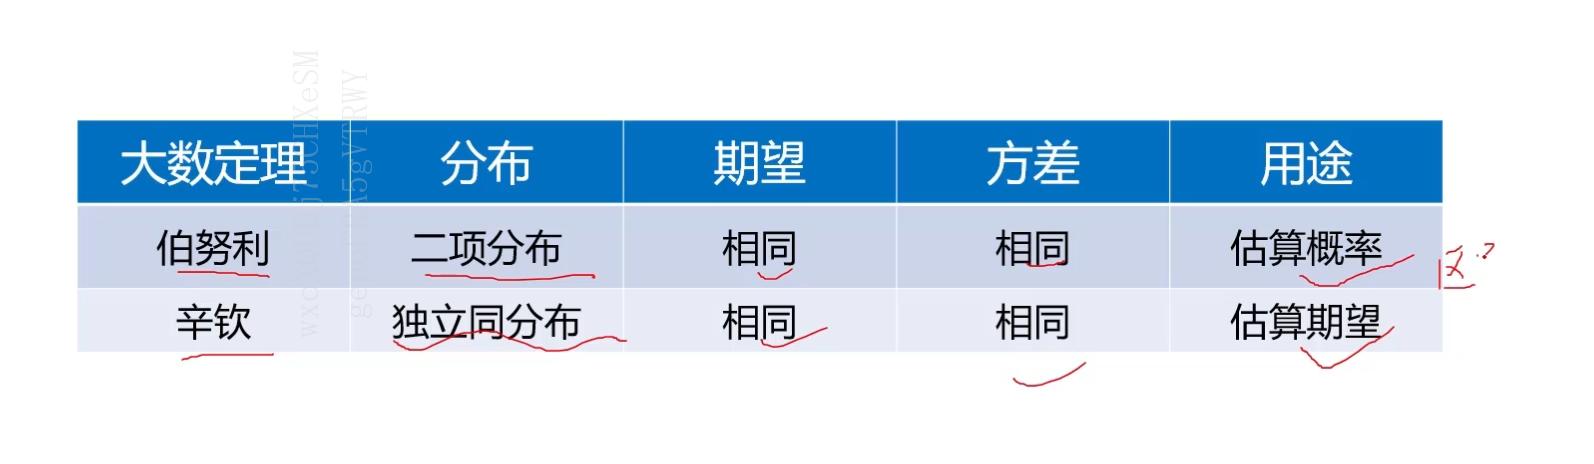 大数定理 分布 期望 方差 用途
伯努利 二项分布 相同 相同 估算概率
辛钦 独立同分布 相同 相同 估算期望